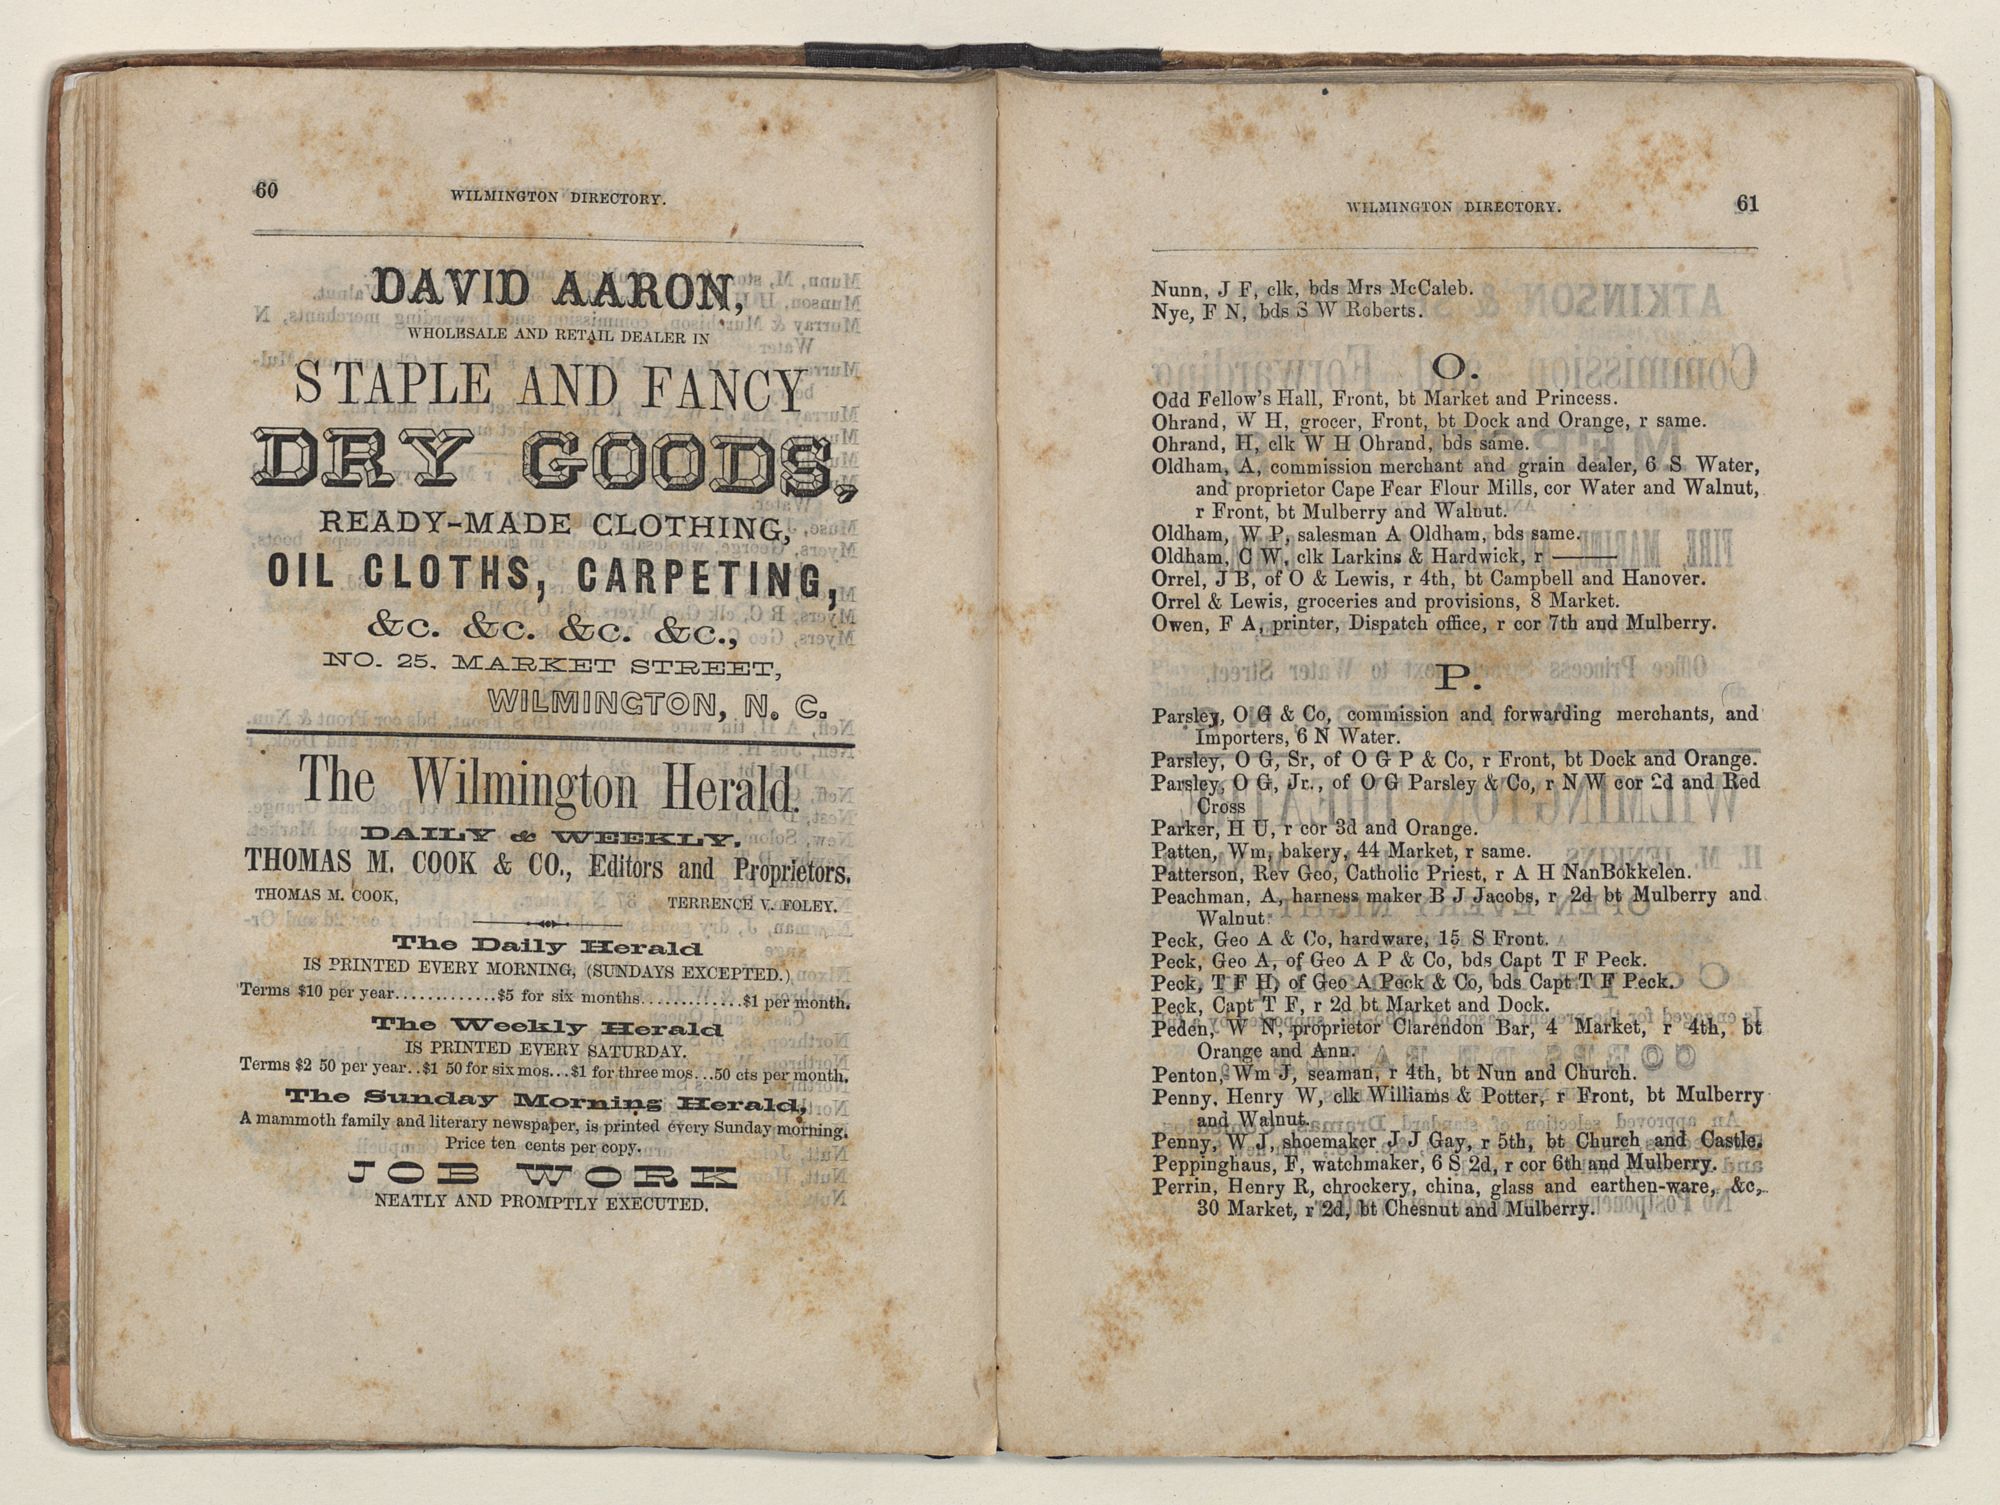 60
WILMINGTON DIRECTORY.
DAVID AARON,
WHOLESALE AND RETAIL DEALER IN
STAPLE AND FANCY
DRY GOODS,
READY-MADE CLOTHING,
OIL CLOTHS, CARPETING,
&c. &c. &c. &c.,
NO. 25, MARKET STREET,
WILMINGTON, N. C.
The Wilmington Herald.
DAILY & WEEKLY.
THOMAS M. COOK & CO., Editors and Proprietors.
THOMAS M. COOK, TERRENCE V. FOLEY.
The Daily Herald
IS PRINTED EVERY MORNING, (SUNDAYS EXCEPTED.)
Terms $10 per year.............$5 for six months.............$1 per month.
The Weekly Herald
IS PRINTED EVERY SATURDAY.
Terms $2 50 per year..$1 50 for six mos...$1 for three mos...50 cts per month.
The Sunday Morning Herald,
A mammoth family and literary newspaper, is printed every Sunday morning.
Price ten cents per copy.
JOB WORK
NEATLY AND PROMPTLY EXECUTED.
WILMINGTON DIRECTORY.
61
Nunn, J F, clk, bds Mrs McCaleb.
Nye, F N, bds S W Roberts.
O.
Odd Fellow's Hall, Front, bt Market and Princess.
Ohrand, W H, grocer, Front, bt Dock and Orange, r same.
Ohrand, H, clk W H Ohrand, bds same.
Oldham, A, commission merchant and grain dealer, 6 S Water,
and proprietor Cape Fear Flour Mills, cor Water and Walnut,
r Front, bt Mulberry and Walnut.
Oldham, W P, salesman A Oldham, bds same.
Oldham, C W, clk Larkins & Hardwick, r ———
Orrel, J B, of O & Lewis, r 4th, bt Campbell and Hanover.
Orrel & Lewis, groceries and provisions, 8 Market.
Owen, F A, printer, Dispatch office, r cor 7th and Mulberry.
P.
Parsley, O G & Co, commission and forwarding merchants, and
Importers, 6 N Water.
Parsley, O G, Sr, of O G P & Co, r Front, bt Dock and Orange.
Parsley, O G, Jr., of O G Parsley & Co, r N W cor 2d and Red
Cross
Parker, H U, r cor 3d and Orange.
Patten, Wm, bakery, 44 Market, r same.
Patterson, Rev Geo, Catholic Priest, r A H NanBokkelen.
Peachman, A, harness maker B J Jacobs, r 2d bt Mulberry and
Walnut.
Peck, Geo A & Co, hardware, 15 S Front.
Peck, Geo A, of Geo A P & Co, bds Capt T F Peck.
Peck, T F H, of Geo A Peck & Co, bds Capt T F Peck.
Peck, Capt T F, r 2d bt Market and Dock.
Peden, W N, proprietor Clarendon Bar, 4 Market, r 4th, bt
Orange and Ann.
Penton, Wm J, seaman, r 4th, bt Nun and Church.
Penny, Henry W, clk Williams & Potter, r Front, bt Mulberry
and Walnut.
Penny, W J, shoemaker J J Gay, r 5th, bt Church and Castle.
Peppinghaus, F, watchmaker, 6 S 2d, r cor 6th and Mulberry.
Perrin, Henry R, chrockery, china, glass and earthen-ware, &c,
30 Market, r 2d, bt Chesnut and Mulberry.